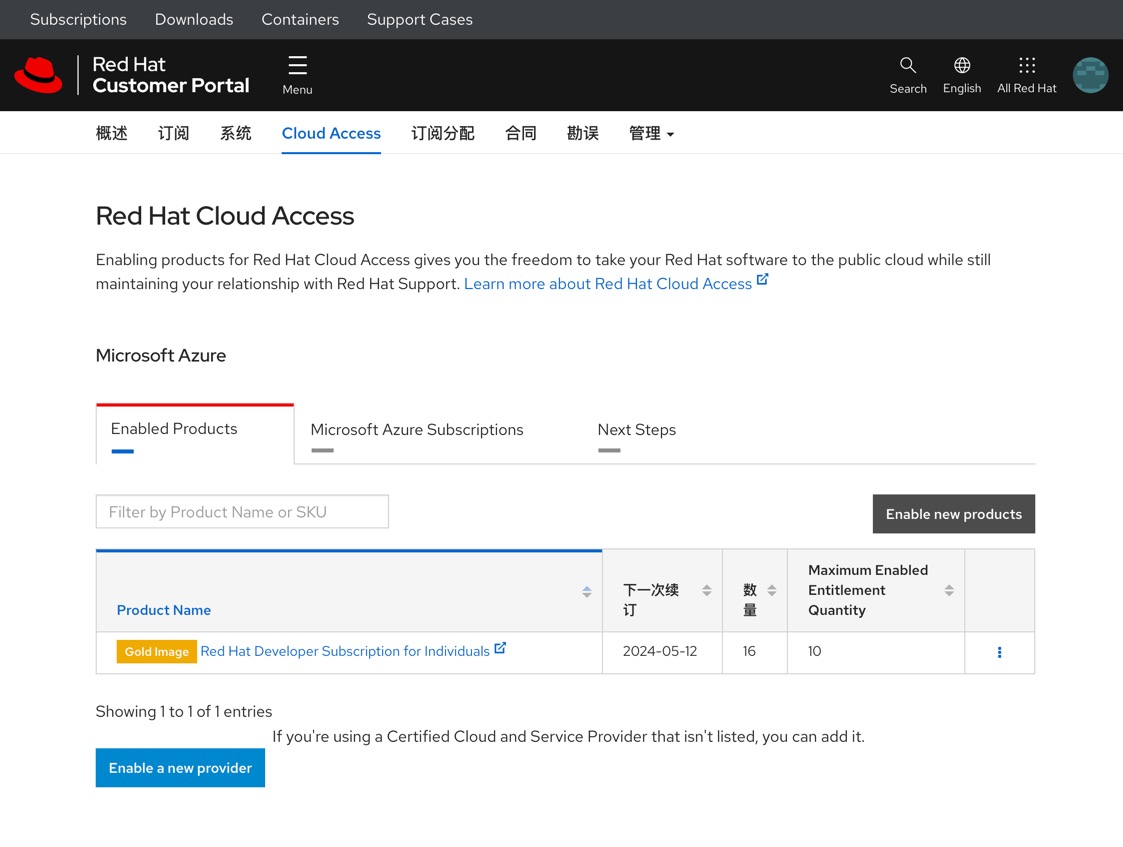 Subscriptions Downloads Containers Support Cases
Red Hat
Customer Portal
Menu
Search English All Red Hat
概述 订阅 系统 Cloud Access 订阅分配 合同 勘误 管理
Red Hat Cloud Access
Enabling products for Red Hat Cloud Access gives you the freedom to take your Red Hat software to the public cloud while still
maintaining your relationship with Red Hat Support. Learn more about Red Hat Cloud Access
Microsoft Azure
Enabled Products Microsoft Azure Subscriptions Next Steps
Filter by Product Name or SKU
Enable new products
Product Name
下一次续
订
数
量
Maximum Enabled
Entitlement
Quantity
Gold Image Red Hat Developer Subscription for Individuals 2024-05-12 16 10
Showing 1 to 1 of 1 entries
If you're using a Certified Cloud and Service Provider that isn't listed, you can add it.
Enable a new provider